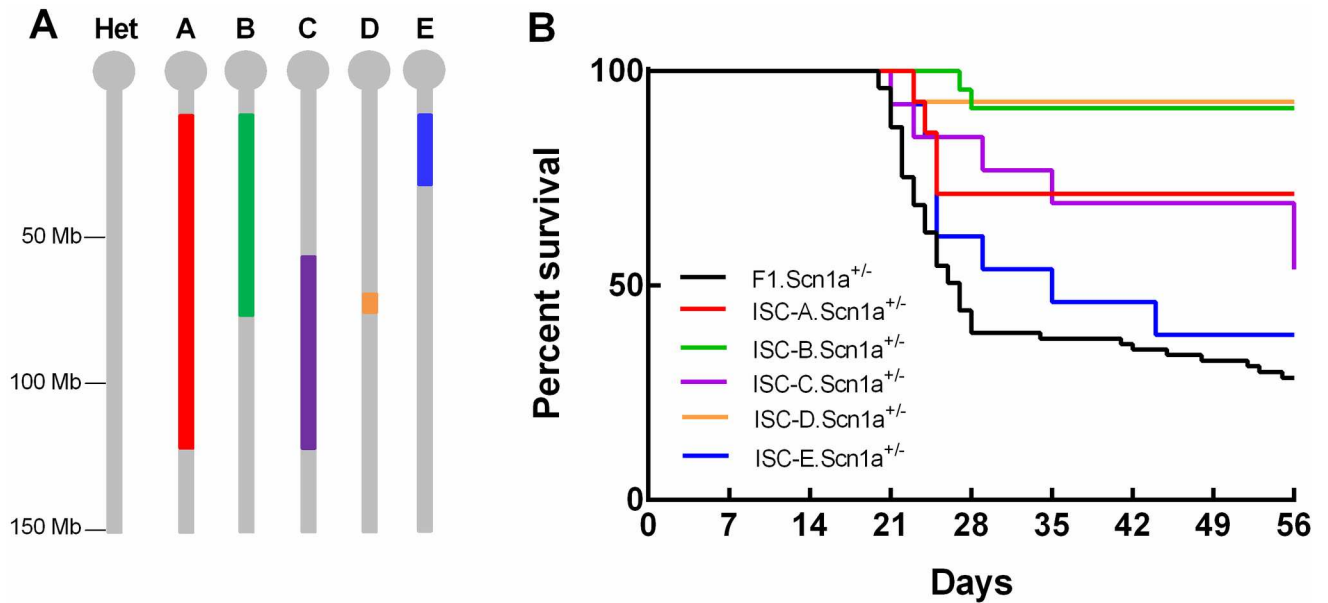 A
Het A B C D E
50 Mb
100 Mb
150 Mb
B
Percent survival
100
50
0
F1.Scn1a+/-
ISC-A.Scn1a+/-
ISC-B.Scn1a+/-
ISC-C.Scn1a+/-
ISC-D.Scn1a+/-
ISC-E.Scn1a+/-
0 7 14 21 28 35 42 49 56
Days